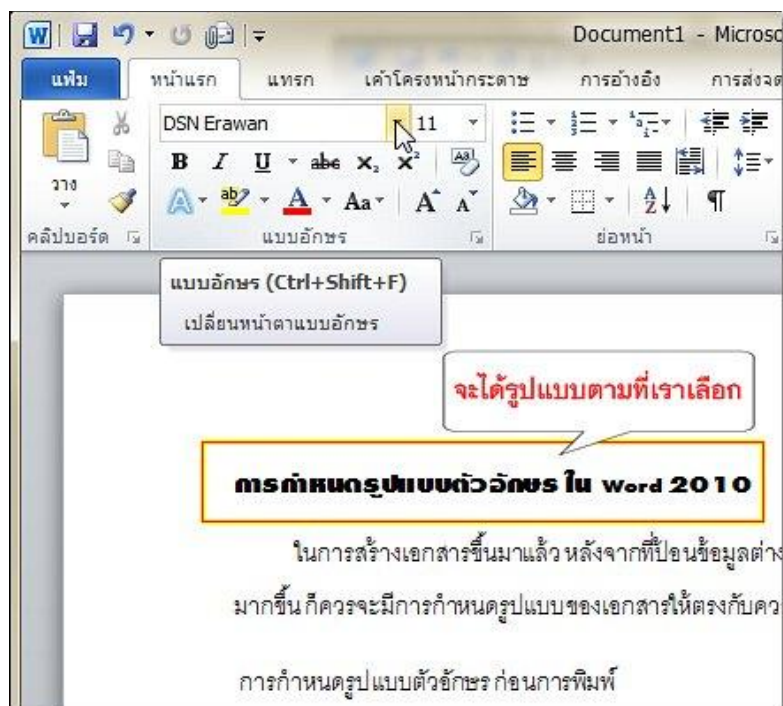 Document1 - Microso
แฟ้ม หน้าแรก แทรก เค้าโครงหน้ากระดาษ การอ้างอิง การส่งจด
DSN Erawan 11
วาง
คลิปบอร์ด แบบอักษร ย่อหน้า
แบบอักษร (Ctrl+Shift+F)
เปลี่ยนหน้าตาแบบอักษร
จะได้รูปแบบตามที่เราเลือก
การกำหนดรูปแบบตัวอักษร ใน Word 2010
ในการสร้างเอกสารขึ้นมาแล้ว หลังจากที่ป้อนข้อมูลต่าง
มากขึ้น ก็ควรจะมีการกำหนดรูปแบบของเอกสารให้ตรงกับคว
การกำหนดรูปแบบตัวอักษร ก่อนการพิมพ์